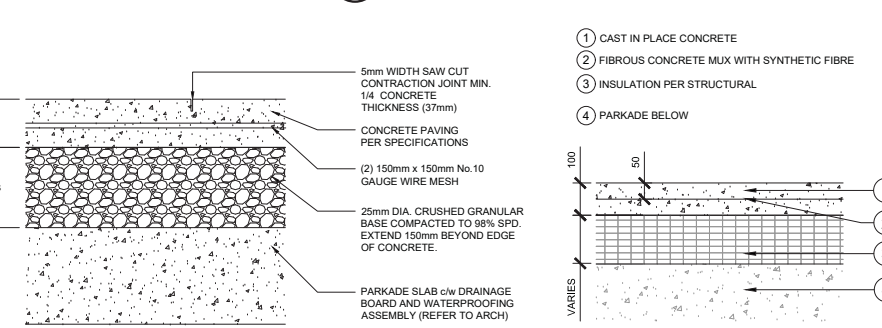 5mm WIDTH SAW CUT
CONTRACTION JOINT MIN.
1/4 CONCRETE
THICKNESS (37mm)
CONCRETE PAVING
PER SPECIFICATIONS
(2) 150mm x 150mm No.10
GAUGE WIRE MESH
25mm DIA. CRUSHED GRANULAR
BASE COMPACTED TO 98% SPD.
EXTEND 150mm BEYOND EDGE
OF CONCRETE.
PARKADE SLAB c/w DRAINAGE
BOARD AND WATERPROOFING
ASSEMBLY (REFER TO ARCH)
1 CAST IN PLACE CONCRETE
2 FIBROUS CONCRETE MUX WITH SYNTHETIC FIBRE
3 INSULATION PER STRUCTURAL
4 PARKADE BELOW
100
50
VARIES